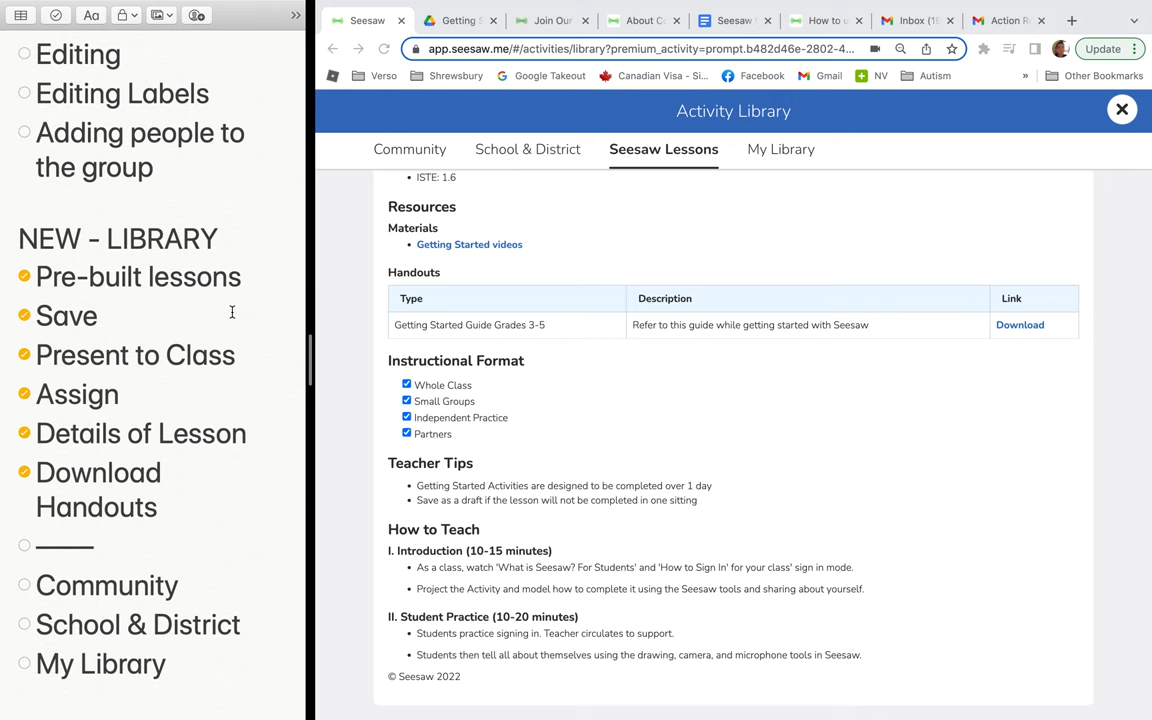 Editing
Editing Labels
Adding people to
the group
NEW - LIBRARY
Pre-built lessons
Save
Present to Class
Assign
Details of Lesson
Download
Handouts
Community
School & District
My Library
Aa
Seesaw
Getting S
Join Our
About C
Seesaw
How to u
Inbox (15
Action R
app.seesaw.me/#/activities/library?premium_activity=prompt.b482d46e-2802-4...
Update
Verso
Shrewsbury
Google Takeout
Canadian Visa - Si...
Facebook
Gmail
NV
Autism
Other Bookmarks
Activity Library
Community
School & District
Seesaw Lessons
My Library
• ISTE: 1.6
Resources
Materials
• Getting Started videos
Handouts
Type Description Link
Getting Started Guide Grades 3-5 Refer to this guide while getting started with Seesaw Download
Instructional Format
Whole Class
Small Groups
Independent Practice
Partners
Teacher Tips
• Getting Started Activities are designed to be completed over 1 day
• Save as a draft if the lesson will not be completed in one sitting
How to Teach
I. Introduction (10-15 minutes)
• As a class, watch 'What is Seesaw? For Students' and 'How to Sign In' for your class' sign in mode.
• Project the Activity and model how to complete it using the Seesaw tools and sharing about yourself.
II. Student Practice (10-20 minutes)
• Students practice signing in. Teacher circulates to support.
• Students then tell all about themselves using the drawing, camera, and microphone tools in Seesaw.
© Seesaw 2022